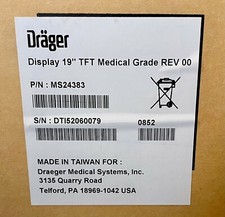 Dräger
Display 19" TFT Medical Grade REV 00
P/N : MS24383
S/N : DTI52060079
0852
MADE IN TAIWAN FOR :
Draeger Medical Systems, Inc.
3135 Quarry Road
Telford, PA 18969-1042 USA